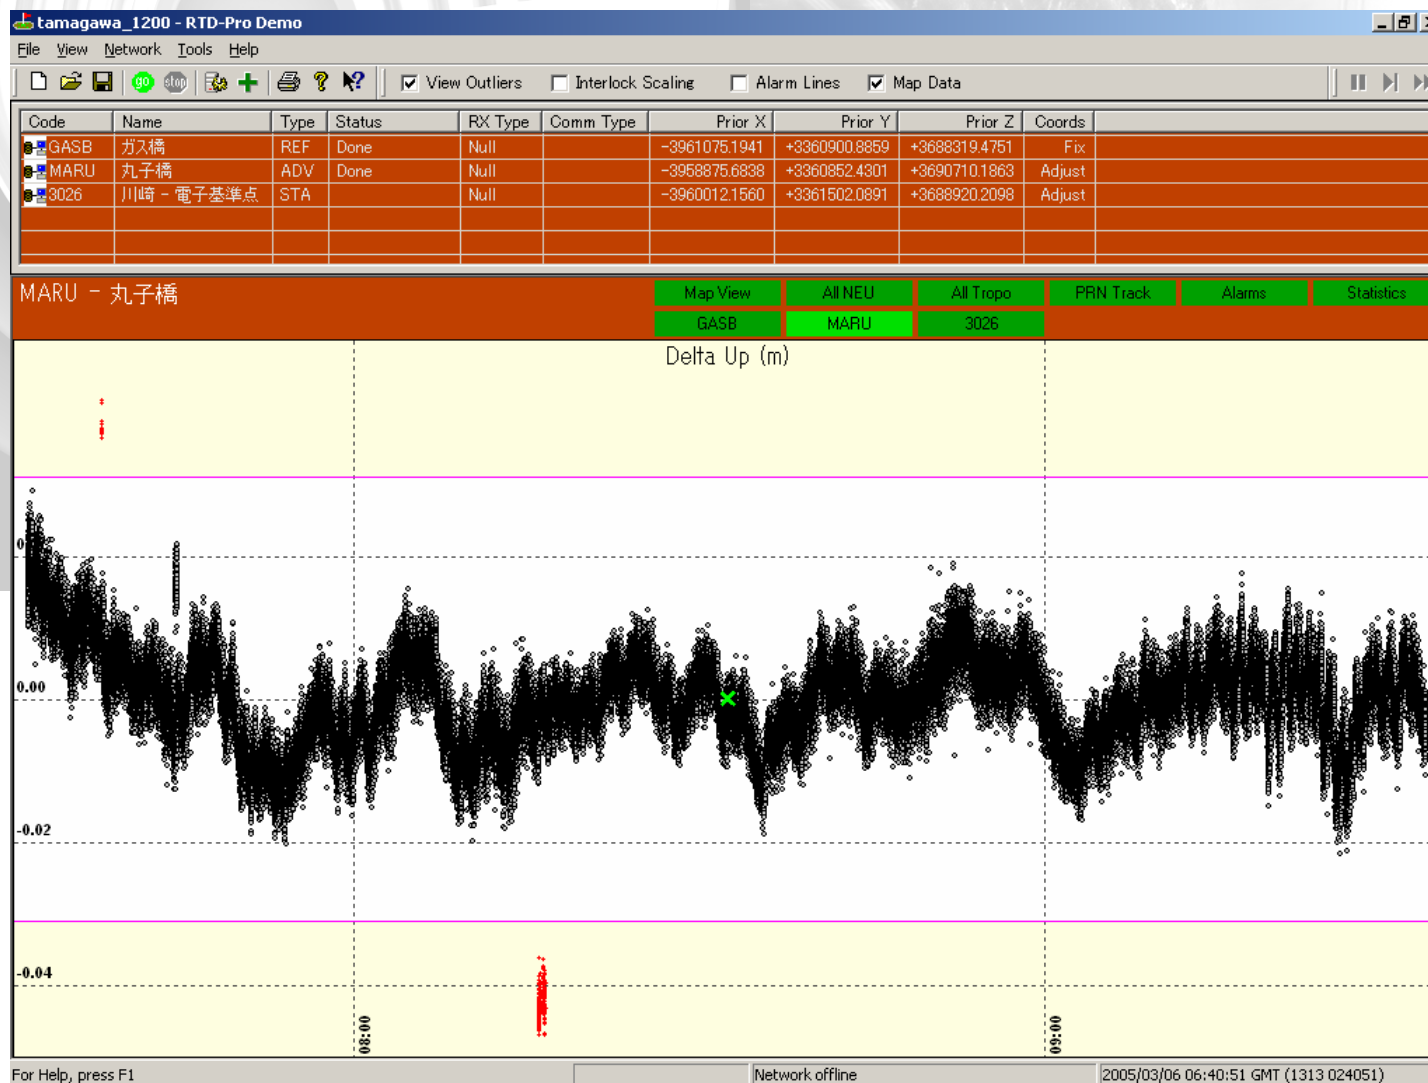 tamagawa_1200 - RTD-Pro Demo
File View Network Tools Help
go stop View Outliers Interlock Scaling Alarm Lines Map Data
Code Name Type Status RX Type Comm Type Prior X Prior Y Prior Z Coords
GASB ガス橋 REF Done Null -3961075.1941 +3360900.8859 +3688319.4751 Fix
MARU 丸子橋 ADV Done Null -3958875.6838 +3360852.4301 +3690710.1863 Adjust
3026 川崎 - 電子基準点 STA Null -3960012.1560 +3361502.0891 +3688920.2098 Adjust
MARU - 丸子橋
Map View All NEU All Tropo PRN Track Alarms Statistics
GASB MARU 3026
Delta Up (m)
0.00
-0.02
-0.04
08:00
09:00
For Help, press F1 Network offline 2005/03/06 06:40:51 GMT (1313 024051)